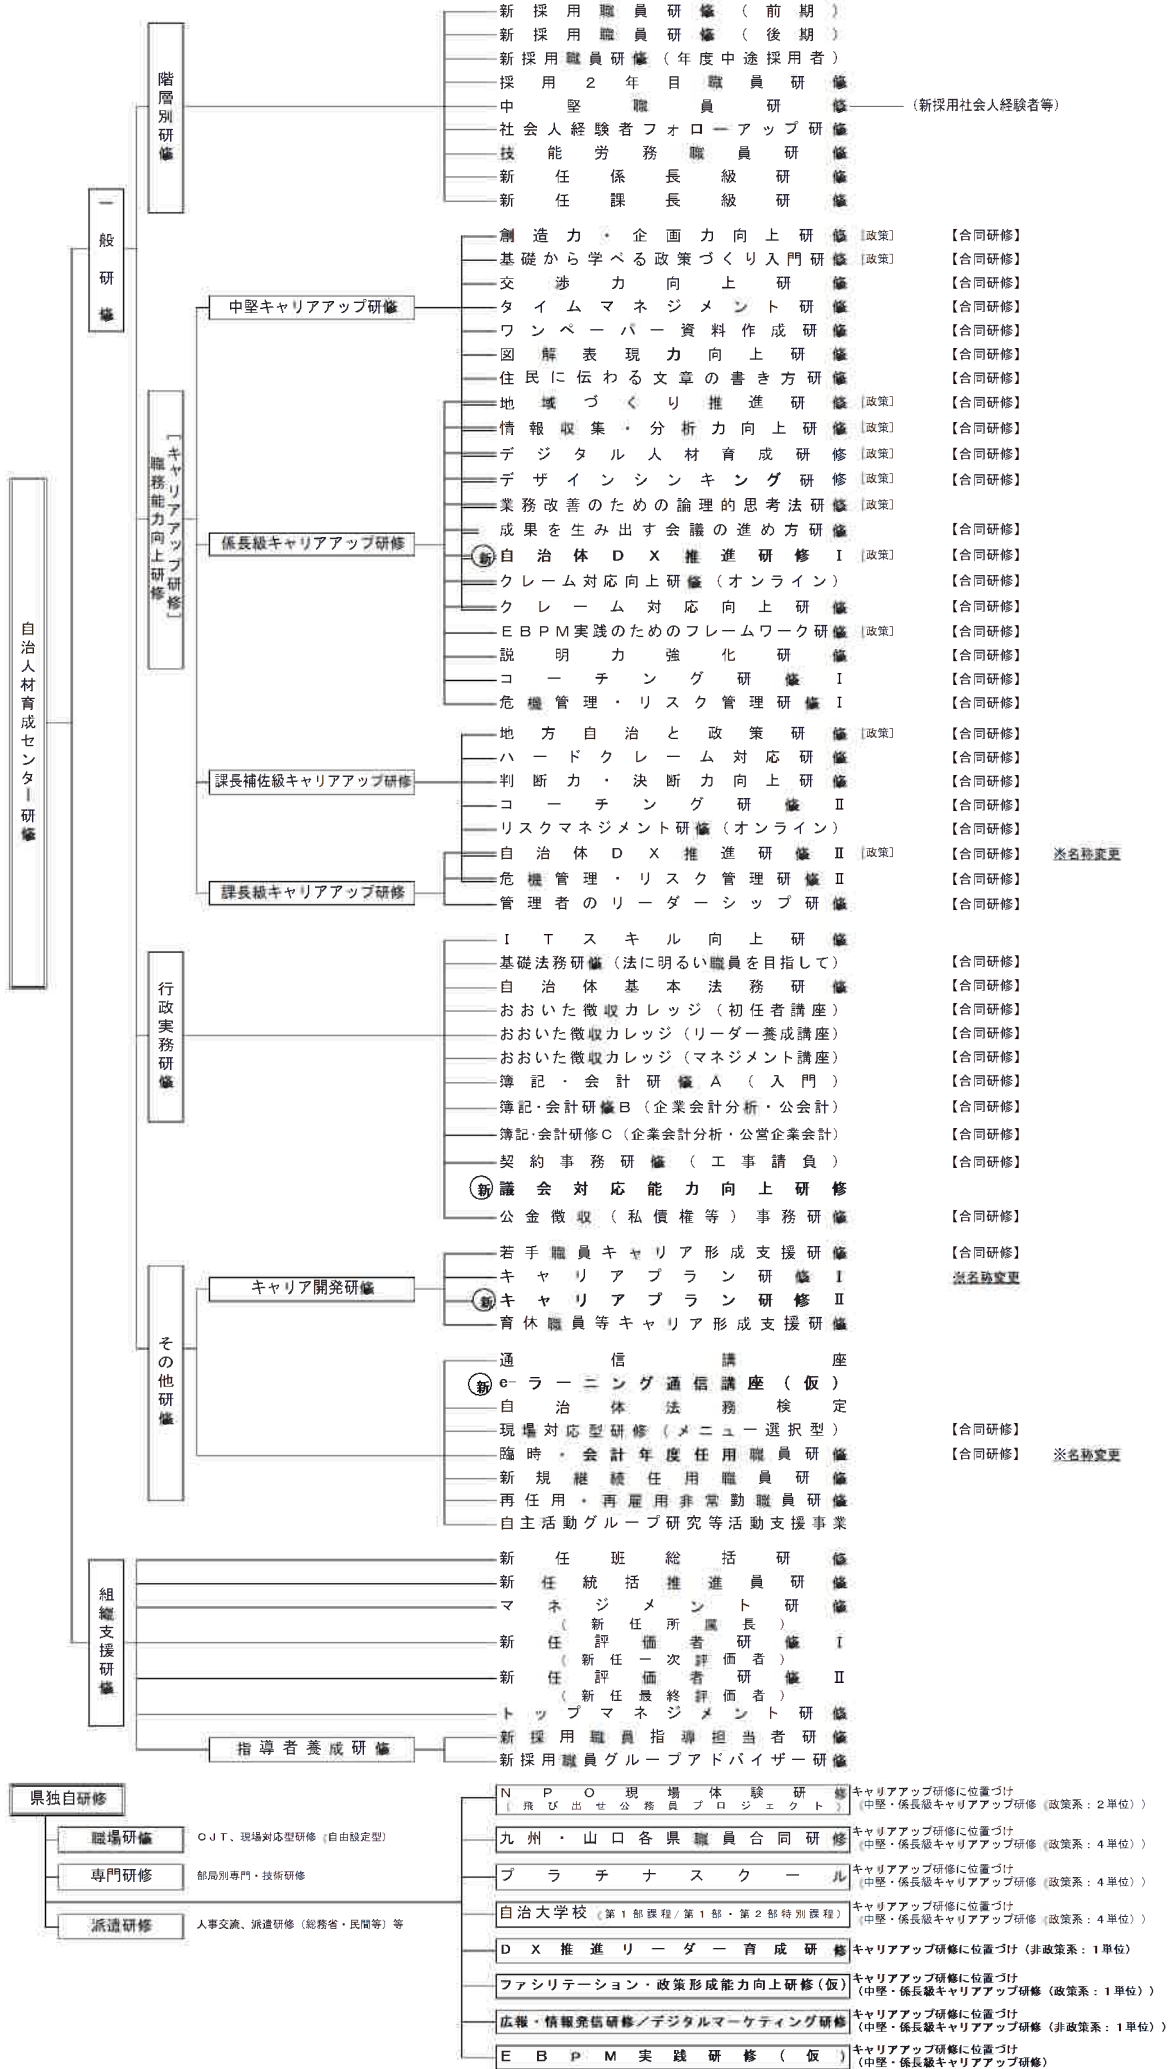 自治人材育成センター研修
一般研修
階層別研修
新採用職員研修（前期）
新採用職員研修（後期）
新採用職員研修（年度中途採用者）
採用２年目職員研修
中堅職員研修 （新採用社会人経験者等）
社会人経験者フォローアップ研修
技能労務職員研修
新任係長級研修
新任課長級研修
［キャリアアップ研修］
職務能力向上研修
中堅キャリアアップ研修
創造力・企画力向上研修 ［政策］ 【合同研修】
基礎から学べる政策づくり入門研修 ［政策］ 【合同研修】
交渉力向上研修 【合同研修】
タイムマネジメント研修 【合同研修】
ワンペーパー資料作成研修 【合同研修】
図解表現力向上研修 【合同研修】
住民に伝わる文章の書き方研修 【合同研修】
地域づくり推進研修 ［政策］ 【合同研修】
情報収集・分析力向上研修 ［政策］ 【合同研修】
デジタル人材育成研修 ［政策］ 【合同研修】
デザインシンキング研修 ［政策］ 【合同研修】
業務改善のための論理的思考法研修 ［政策］
成果を生み出す会議の進め方研修 【合同研修】
係長級キャリアアップ研修
新 自治体ＤＸ推進研修Ⅰ ［政策］ 【合同研修】
クレーム対応向上研修（オンライン） 【合同研修】
クレーム対応向上研修 【合同研修】
ＥＢＰＭ実践のためのフレームワーク研修 ［政策］ 【合同研修】
説明力強化研修 【合同研修】
コーチング研修Ⅰ 【合同研修】
危機管理・リスク管理研修Ⅰ 【合同研修】
課長補佐級キャリアアップ研修
地方自治と政策研修 ［政策］ 【合同研修】
ハードクレーム対応研修 【合同研修】
判断力・決断力向上研修 【合同研修】
コーチング研修Ⅱ 【合同研修】
リスクマネジメント研修（オンライン） 【合同研修】
自治体ＤＸ推進研修Ⅱ ［政策］ 【合同研修】 ※名称変更
課長級キャリアアップ研修
危機管理・リスク管理研修Ⅱ 【合同研修】
管理者のリーダーシップ研修 【合同研修】
行政実務研修
ＩＴスキル向上研修
基礎法務研修（法に明るい職員を目指して） 【合同研修】
自治体基本法務研修 【合同研修】
おおいた徴収カレッジ（初任者講座） 【合同研修】
おおいた徴収カレッジ（リーダー養成講座） 【合同研修】
おおいた徴収カレッジ（マネジメント講座） 【合同研修】
簿記・会計研修Ａ（入門） 【合同研修】
簿記・会計研修Ｂ（企業会計分析・公会計） 【合同研修】
簿記・会計研修Ｃ（企業会計分析・公営企業会計） 【合同研修】
契約事務研修（工事請負） 【合同研修】
新 議会対応能力向上研修
公金徴収（私債権等）事務研修 【合同研修】
その他研修
キャリア開発研修
若手職員キャリア形成支援研修 【合同研修】
キャリアプラン研修Ⅰ ※名称変更
新 キャリアプラン研修Ⅱ
育休職員等キャリア形成支援研修
通信講座
新 e-ラーニング通信講座（仮）
自治体法務検定
現場対応型研修（メニュー選択型） 【合同研修】
臨時・会計年度任用職員研修 【合同研修】 ※名称変更
新規継続任用職員研修
再任用・再雇用非常勤職員研修
自主活動グループ研究等活動支援事業
組織支援研修
新任班総括研修
新任統括推進員研修
マネジメント研修
（新任所属長）
新任評価者研修Ⅰ
（新任一次評価者）
新任評価者研修Ⅱ
（新任最終評価者）
トップマネジメント研修
指導者養成研修
新採用職員指導担当者研修
新採用職員グループアドバイザー研修
県独自研修
職場研修 ＯＪＴ、現場対応型研修（自由設定型）
専門研修 部局別専門・技術研修
派遣研修 人事交流、派遣研修（総務省・民間等）等
ＮＰＯ現場体験研修 キャリアアップ研修に位置づけ
（飛び出せ公務員プロジェクト） （中堅・係長級キャリアアップ研修（政策系：２単位））
九州・山口各県職員合同研修 キャリアアップ研修に位置づけ
（中堅・係長級キャリアアップ研修（政策系：４単位））
プラチナスクール キャリアアップ研修に位置づけ
（中堅・係長級キャリアアップ研修（政策系：４単位））
自治大学校（第１部課程/第１部・第２部特別課程） キャリアアップ研修に位置づけ
（中堅・係長級キャリアアップ研修（政策系：４単位））
ＤＸ推進リーダー育成研修 キャリアアップ研修に位置づけ（非政策系：１単位）
ファシリテーション・政策形成能力向上研修（仮） キャリアアップ研修に位置づけ
（中堅・係長級キャリアアップ研修（政策系：１単位））
広報・情報発信研修／デジタルマーケティング研修 キャリアアップ研修に位置づけ
（中堅・係長級キャリアアップ研修（非政策系：１単位））
ＥＢＰＭ実践研修（仮） キャリアアップ研修に位置づけ
（中堅・係長級キャリアアップ研修）